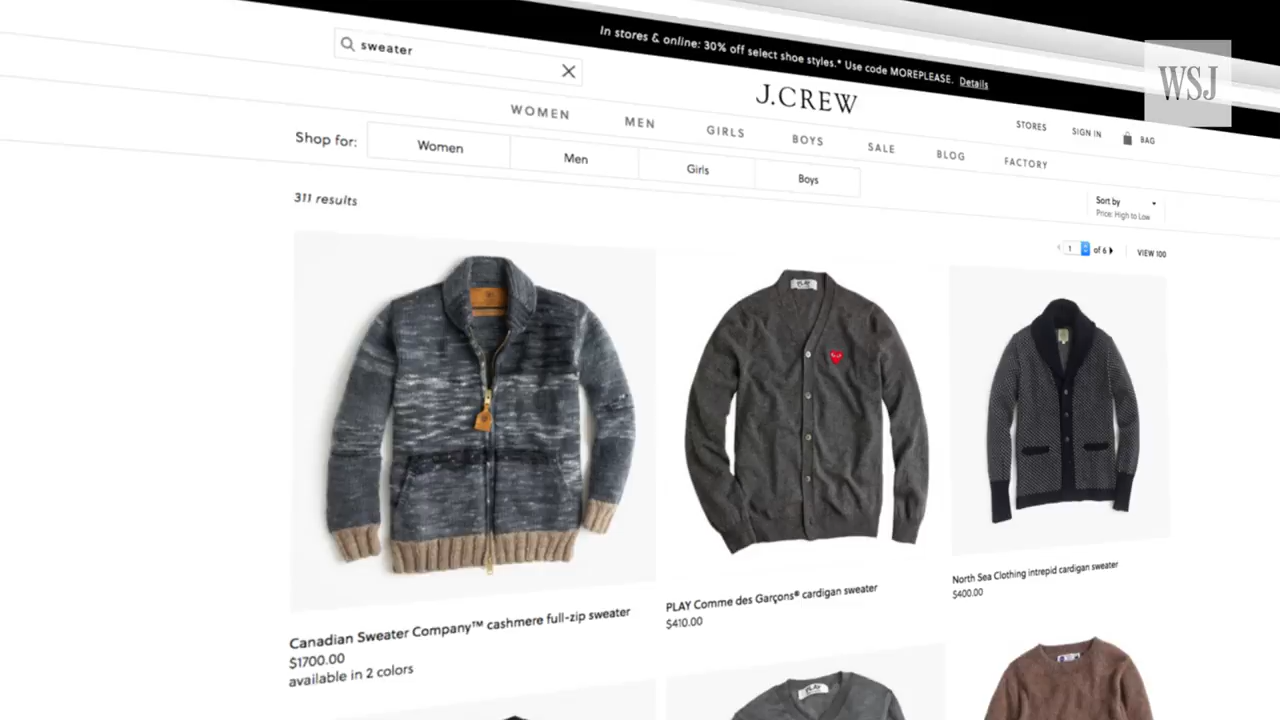 In stores & online: 30% off select shoe styles.* Use code MOREPLEASE. Details
WSJ
sweater
J.CREW
STORES
SIGN IN
BAG
WOMEN
MEN
GIRLS
BOYS
SALE
BLOG
FACTORY
Shop for:
Women
Men
Girls
Boys
311 results
Sort by
Price: High to Low
1 of 6
VIEW 100
PLAY
Canadian Sweater Company™ cashmere full-zip sweater
$1700.00
available in 2 colors
PLAY Comme des Garçons® cardigan sweater
$410.00
North Sea Clothing intrepid cardigan sweater
$400.00
PLAY